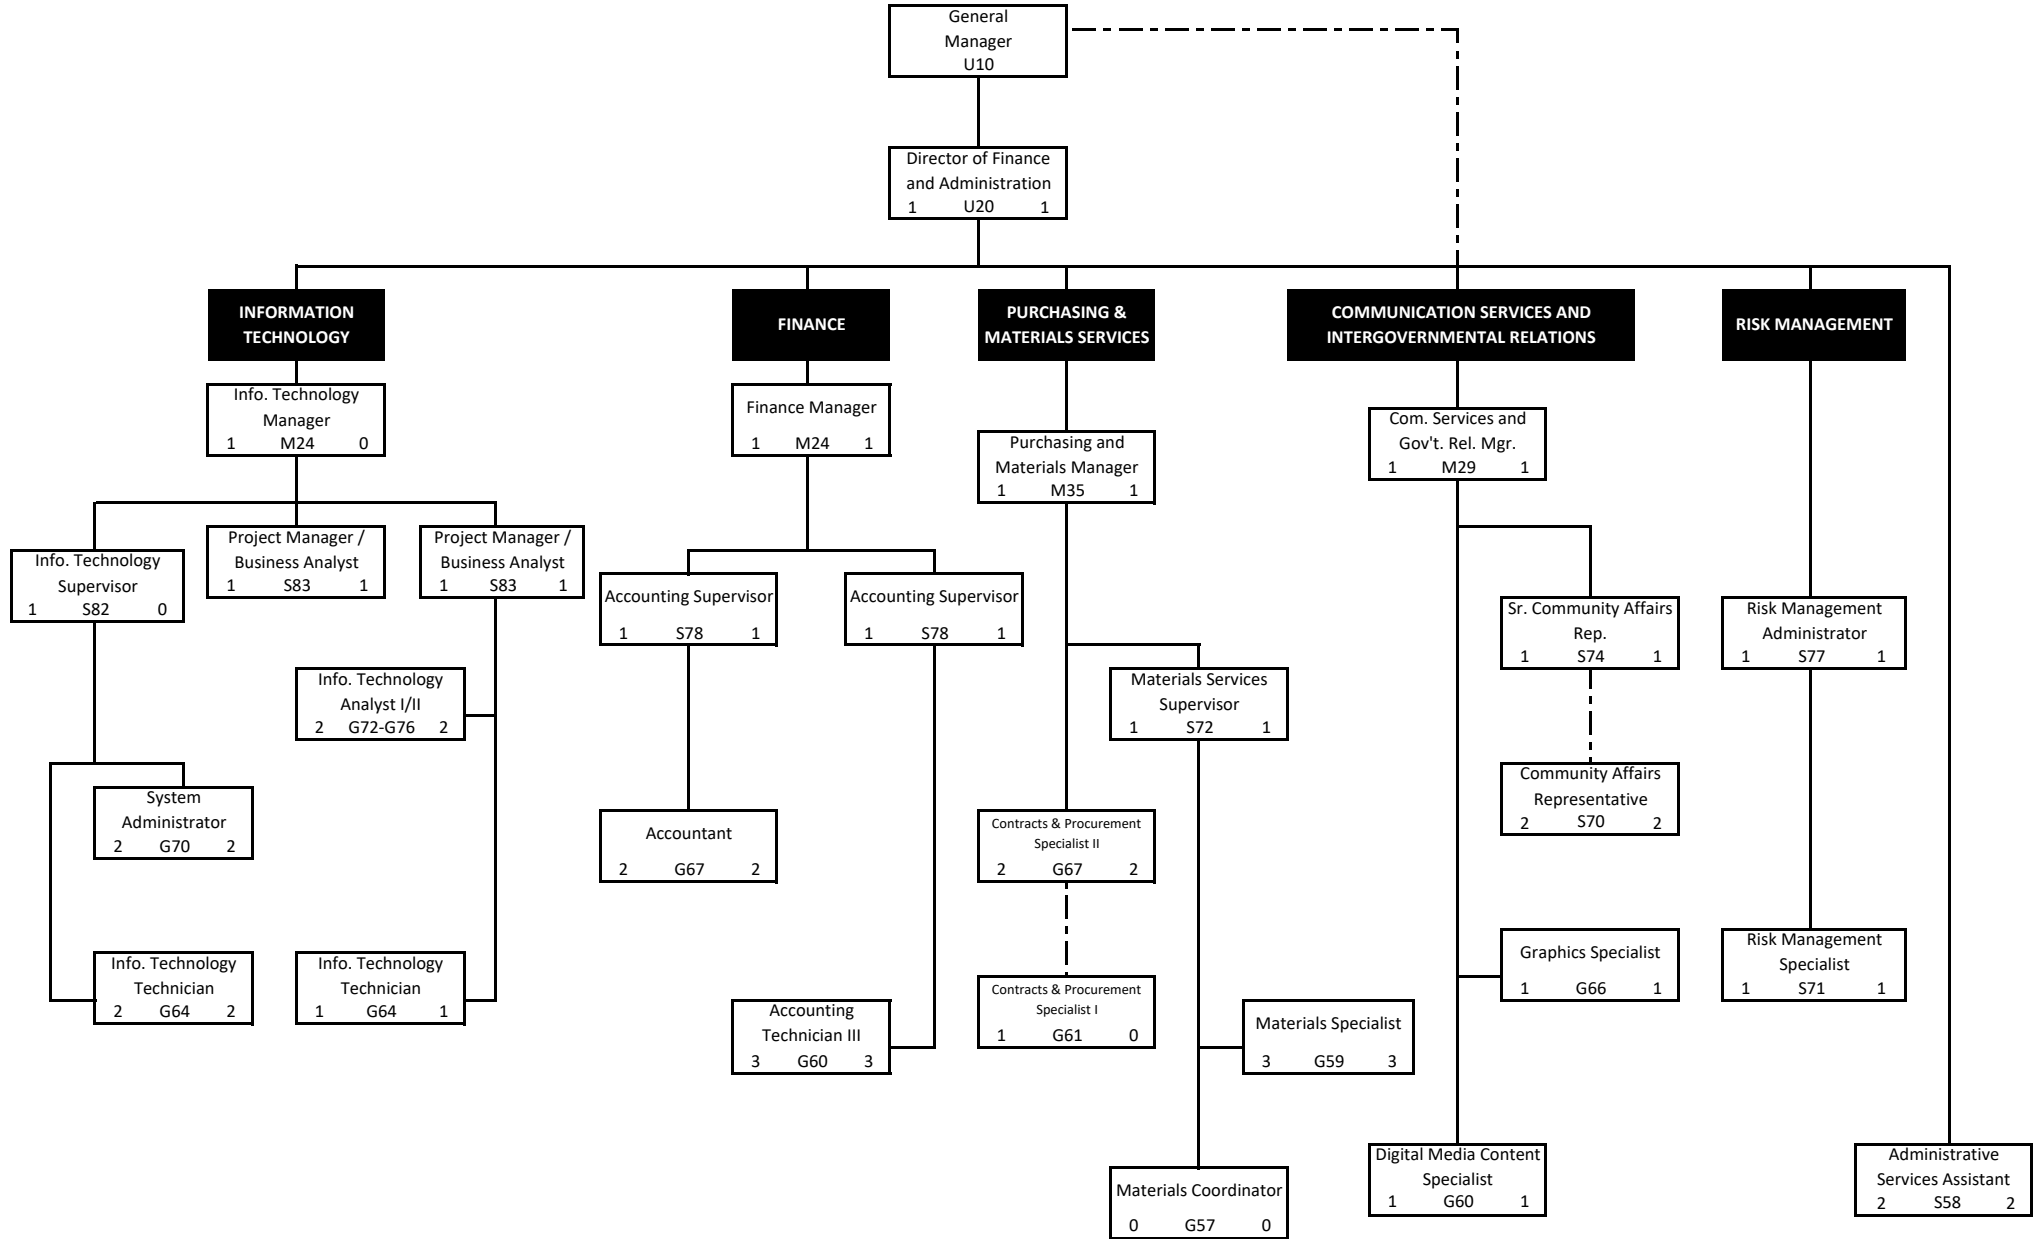 General
Manager
U10
Director of Finance
and Administration
1 U20 1
INFORMATION
TECHNOLOGY
FINANCE
PURCHASING &
MATERIALS SERVICES
COMMUNICATION SERVICES AND
INTERGOVERNMENTAL RELATIONS
RISK MANAGEMENT
Info. Technology
Manager
1 M24 0
Finance Manager
1 M24 1
Purchasing and
Materials Manager
1 M35 1
Com. Services and
Gov't. Rel. Mgr.
1 M29 1
Info. Technology
Supervisor
1 S82 0
Project Manager /
Business Analyst
1 S83 1
Project Manager /
Business Analyst
1 S83 1
Accounting Supervisor
1 S78 1
Accounting Supervisor
1 S78 1
Sr. Community Affairs
Rep.
1 S74 1
Risk Management
Administrator
1 S77 1
Info. Technology
Analyst I/II
2 G72-G76 2
Materials Services
Supervisor
1 S72 1
System
Administrator
2 G70 2
Accountant
2 G67 2
Contracts & Procurement
Specialist II
2 G67 2
Community Affairs
Representative
2 S70 2
Info. Technology
Technician
2 G64 2
Info. Technology
Technician
1 G64 1
Accounting
Technician III
3 G60 3
Contracts & Procurement
Specialist I
1 G61 0
Materials Specialist
3 G59 3
Graphics Specialist
1 G66 1
Risk Management
Specialist
1 S71 1
Materials Coordinator
0 G57 0
Digital Media Content
Specialist
1 G60 1
Administrative
Services Assistant
2 S58 2